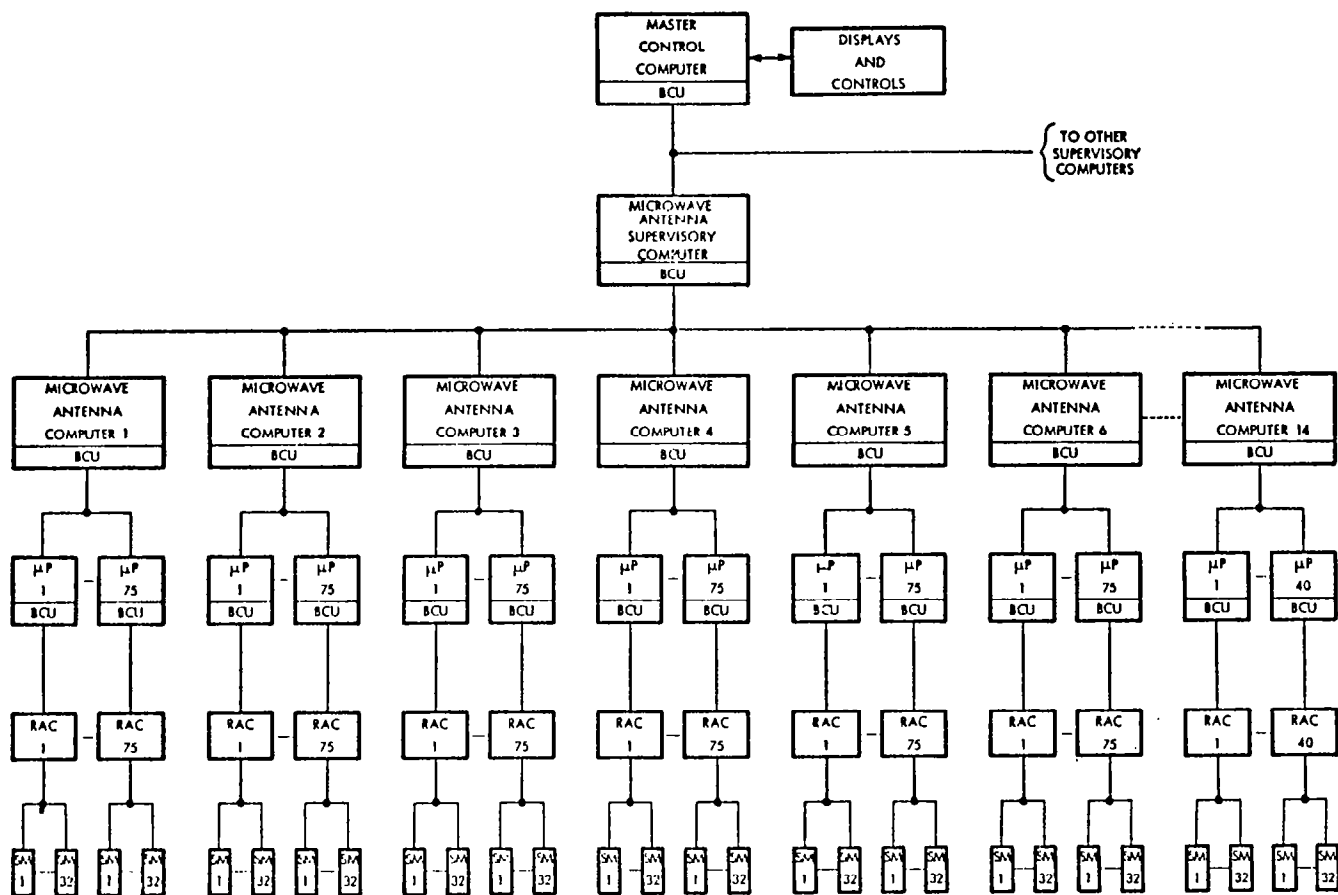 MASTER
CONTROL
COMPUTER
BCU
DISPLAYS
AND
CONTROLS
TO OTHER
SUPERVISORY
COMPUTERS
MICROWAVE
ANTENNA
SUPERVISORY
COMPUTER
BCU
MICROWAVE
ANTENNA
COMPUTER 1
BCU
MICROWAVE
ANTENNA
COMPUTER 2
BCU
MICROWAVE
ANTENNA
COMPUTER 3
BCU
MICROWAVE
ANTENNA
COMPUTER 4
BCU
MICROWAVE
ANTENNA
COMPUTER 5
BCU
MICROWAVE
ANTENNA
COMPUTER 6
BCU
MICROWAVE
ANTENNA
COMPUTER 14
BCU
μP
1
BCU
μP
75
BCU
μP
1
BCU
μP
75
BCU
μP
1
BCU
μP
75
BCU
μP
1
BCU
μP
75
BCU
μP
1
BCU
μP
75
BCU
μP
1
BCU
μP
75
BCU
μP
1
BCU
μP
40
BCU
RAC
1
RAC
75
RAC
1
RAC
75
RAC
1
RAC
75
RAC
1
RAC
75
RAC
1
RAC
75
RAC
1
RAC
75
RAC
1
RAC
40
SM
1
SM
32
SM
1
SM
32
SM
1
SM
32
SM
1
SM
32
SM
1
SM
32
SM
1
SM
32
SM
1
SM
32
SM
1
SM
32
SM
1
SM
32
SM
1
SM
32
SM
1
SM
32
SM
1
SM
32
SM
1
SM
32
SM
1
SM
32